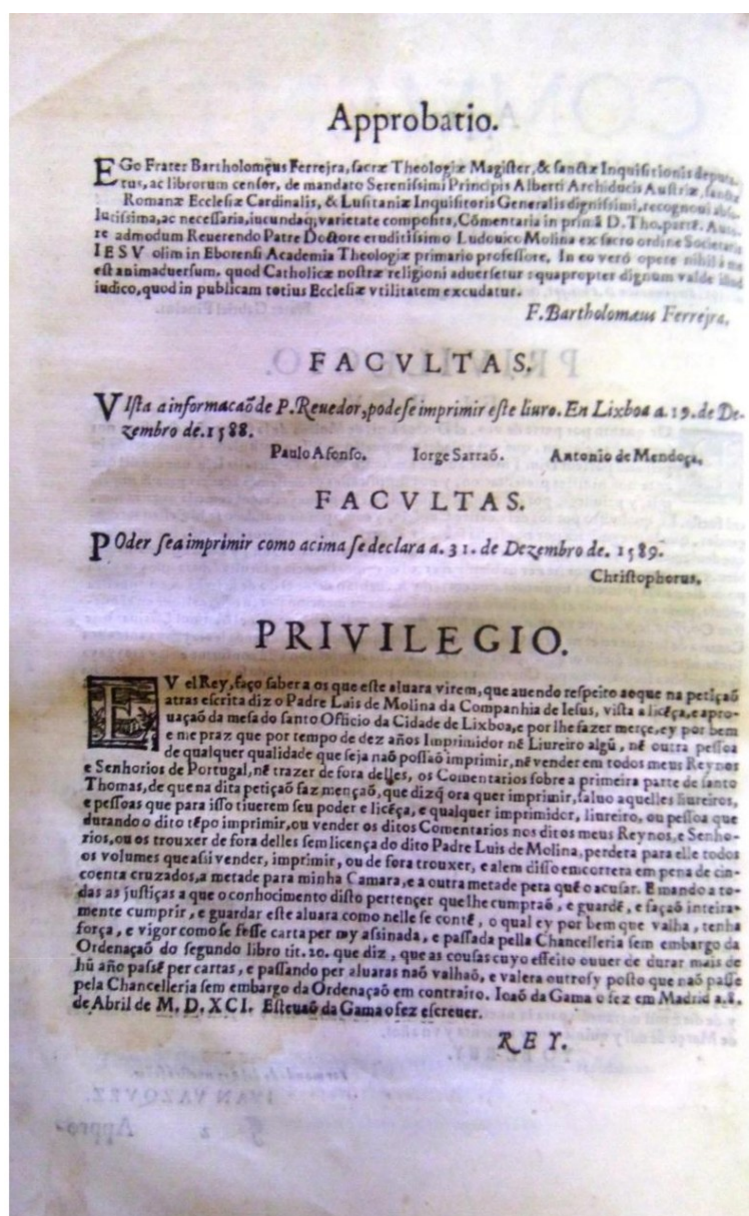 Approbatio.
EGo Frater Bartholomęus Ferrejra, sacræ Theologiæ Magister, & sanctæ Inquisitionis deputa-
tus, ac librorum censor, de mandato Serenissimi Principis Alberti Archiducis Austriæ, sanctæ
Romanæ Ecclesiæ Cardinalis, & Lusitaniæ Inquisitoris Generalis dignissimi, recognoui abso-
lutissima, ac necessaria, iucundaq; varietate composita, Cōmentaria in primā D. Tho. partē. Auto-
re admodum Reuerendo Patre Doctore eruditissimo Ludouico Molina ex sacro ordine Societatis
IESV olim in Eborensi Academia Theologiæ primario professore, In eo verò opere nihil à me
est animaduersum, quod Catholicæ nostræ religioni aduersetur: quapropter dignum valde illud
iudico, quod in publicam totius Ecclesiæ vtilitatem excudatur.
F. Bartholomæus Ferrejra.
FACVLTAS.
VIsta a informacaõ de P. Reuedor, podese imprimir este liuro. En Lixboa a. 19. de De-
zembro de. 1588.
Paulo Afonso. Iorge Sarraõ. Antonio de Mendoça.
FACVLTAS.
POder sea imprimir como acima se declara a. 31. de Dezembro de. 1589.
Christophorus.
PRIVILEGIO.
EV el Rey, faço saber a os que este aluara virem, que auendo respeito aoque na petiçaõ
atras escrita diz o Padre Luis de Molina da Companhia de Iesus, vista a licẽça, e apro-
uaçaõ da mesa do santo Officio da Cidade de Lixboa, e por lhe fazer merçe, ey por bem
e me praz que por tempo de dez años Imprimidor nẽ Liureiro algũ, nẽ outra pessoa
de qualquer qualidade que seja naõ possaõ imprimir, nẽ vender em todos meus Reynos
e Senhorios de Portugal, nẽ trazer de fora delles, os Comentarios sobre a primeira parte de santo
Thomas, de que na dita petiçaõ faz mençaõ, que dizq ora quer imprimir, saluo aquelles liureiros,
e pessoas que para isso tiuerem seu poder e licẽça, e qualquer imprimidor, liureiro, ou pessoa que
durando o dito tẽpo imprimir, ou vender os ditos Comentarios nos ditos meus Reynos, e Senho-
rios, ou os trouxer de fora delles sem licença do dito Padre Luis de Molina, perdera para elle todos
os volumes que assi vender, imprimir, ou de fora trouxer, e alem disso emcorrera em pena de cin-
coenta cruzados, a metade para minha Camara, e a outra metade pera quẽ o acusar. E mando a to-
das as justiças a que o conhecimento disto pertençer que lhe cumpraõ, e guardẽ, e façaõ inteira-
mente cumprir, e guardar este aluara como nelle se contẽ, o qual ey por bem que valha, tenha
força, e vigor como se fesse carta per my assinada, e passada pella Chancelleria sem embargo da
Ordenaçaõ do segundo libro tit. 20. que diz, que as cousas cuyo effeito ouuer de durar mais de
hũ año passẽ per cartas, e passando per aluaras naõ valhaõ, e valera outrosy posto que naõ passe
pela Chancelleria sem embargo da Ordenaçaõ em contrairo. Ioaõ da Gama o fez em Madrid a. 8.
de Abril de M. D. XCI. Esteuaõ da Gama o fez escreuer.
REY.